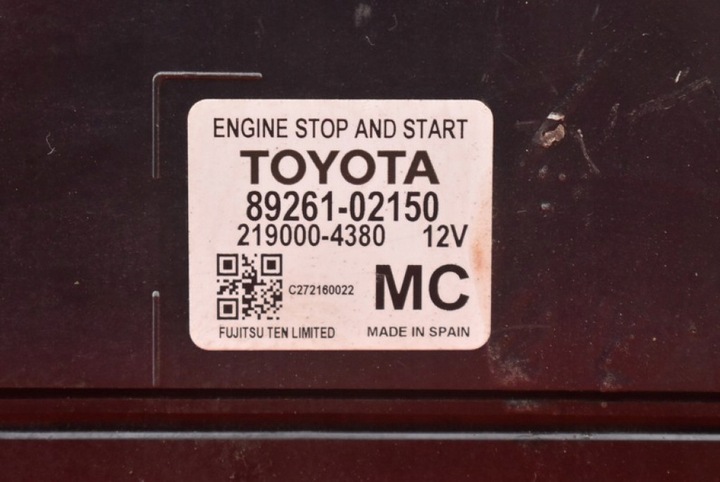 ENGINE STOP AND START
TOYOTA
89261-02150
219000-4380 12V
C272160022
MC
FUJITSU TEN LIMITED MADE IN SPAIN